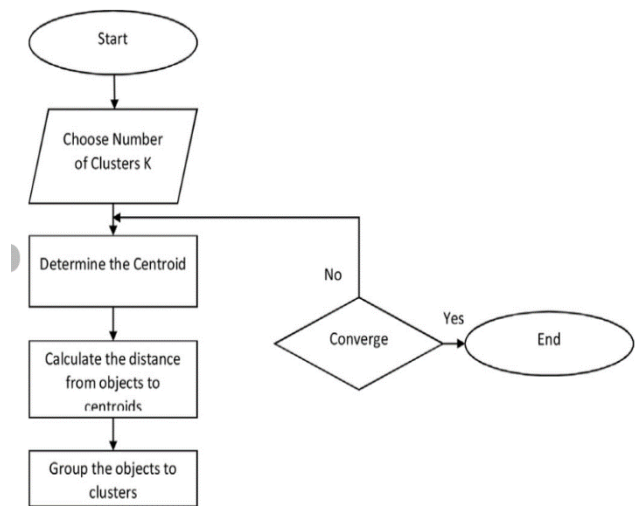 Start
Choose Number
of Clusters K
Determine the Centroid
Calculate the distance
from objects to
centroids
Group the objects to
clusters
No
Converge
Yes
End